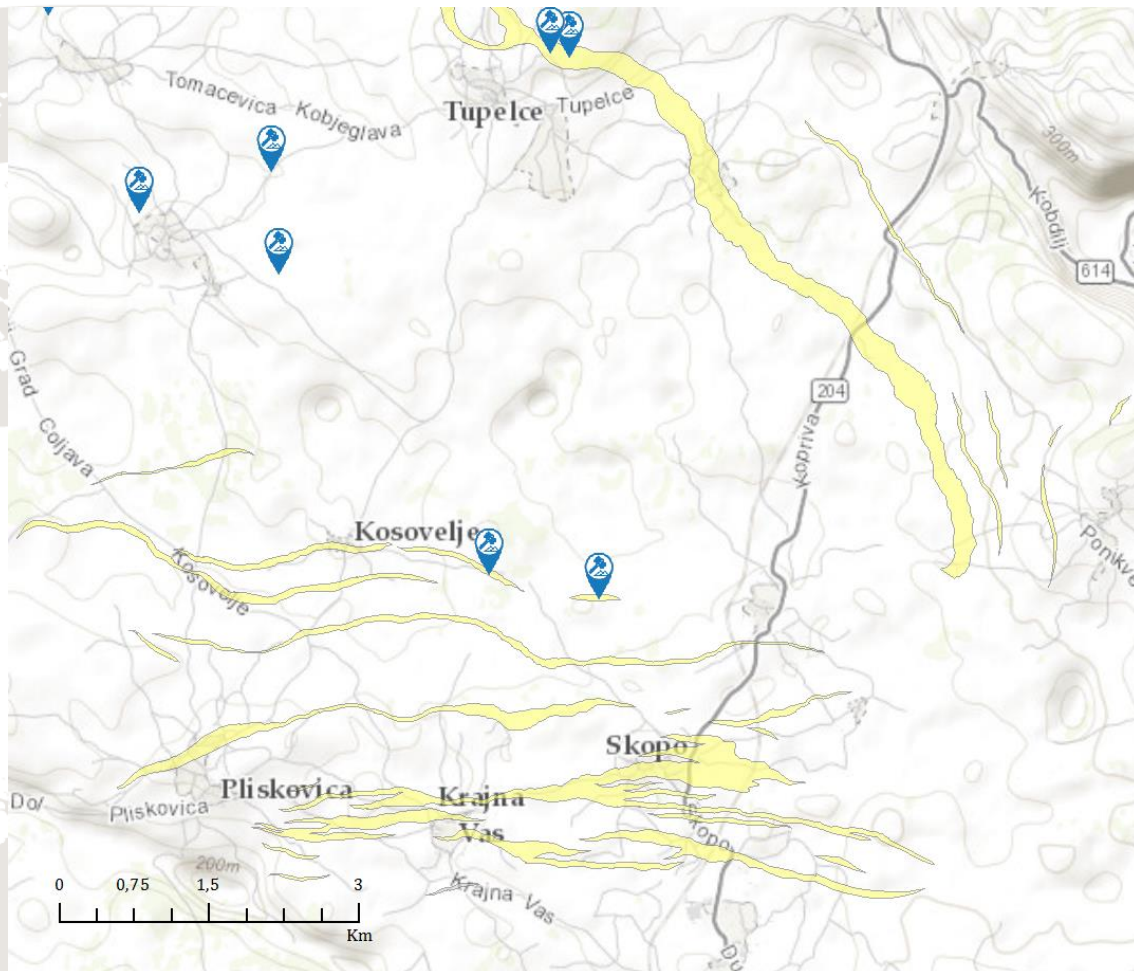 Tomacevica Kobjeglava
Tupelce
Tupelce
300m
Kobdilj
614
204
Kopriva
Grad Coljava
Kosovelje
Kosovelje
Ponikve
Skopo
Skopo
Pliskovica
Pliskovica
Do/
Krajna
Vas
200m
Krajna Vas
0 0,75 1,5 3
Km